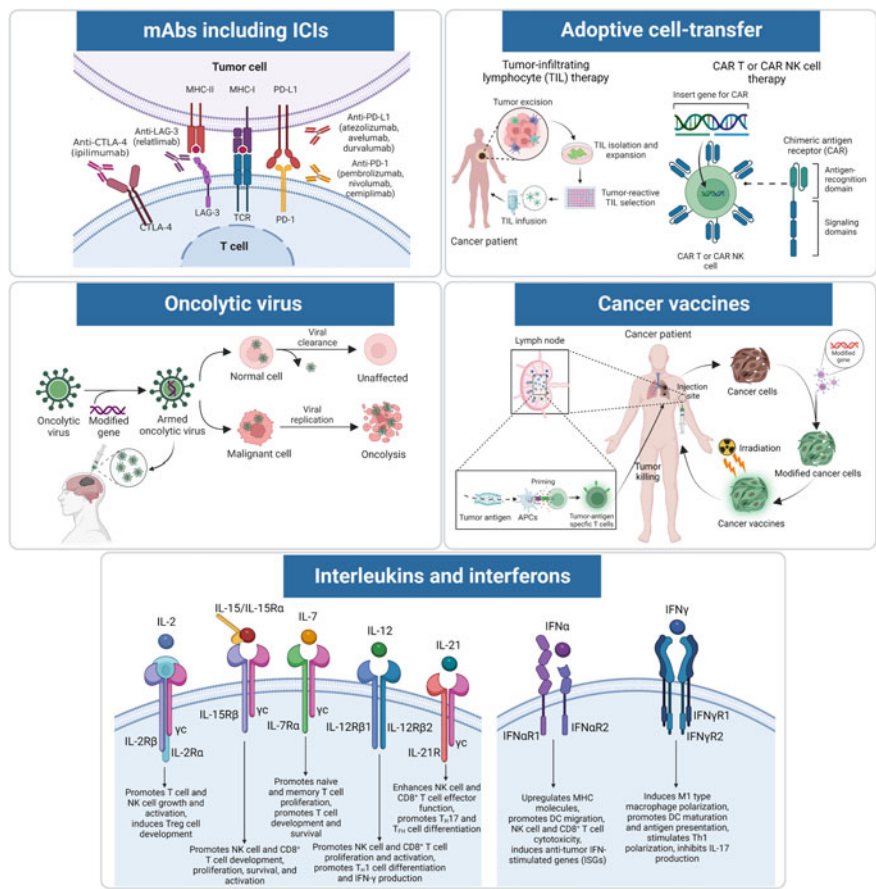 mAbs including ICIs
Tumor cell
MHC-II
MHC-I
PD-L1
Anti-CTLA-4
(ipilimumab)
Anti-LAG-3
(relatlimab)
Anti-PD-L1
(atezolizumab,
avelumab,
durvalumab)
Anti-PD-1
(pembrolizumab,
nivolumab,
cemiplimab)
CTLA-4
LAG-3
TCR
PD-1
T cell
Adoptive cell-transfer
Tumor-infiltrating
lymphocyte (TIL) therapy
Tumor excision
TIL isolation and
expansion
Tumor-reactive
TIL selection
TIL infusion
Cancer patient
CAR T or CAR NK cell
therapy
Insert gene for CAR
Chimeric antigen
receptor (CAR)
Antigen-
recognition
domain
Signaling
domains
CAR T or CAR NK
cell
Oncolytic virus
Oncolytic
virus
Modified
gene
Armed
oncolytic virus
Normal cell
Viral
clearance
Unaffected
Malignant cell
Viral
replication
Oncolysis
Cancer vaccines
Cancer patient
Lymph node
Injection
site
Cancer cells
Modified
gene
Modified cancer cells
Irradiation
Cancer vaccines
Tumor
killing
Priming
Tumor antigen
APCs
Tumor-antigen
specfic T cells
Interleukins and interferons
IL-2
IL-2Rβ
γc
IL-2Rα
Promotes T cell and
NK cell growth and
activation,
induces Treg cell
development
IL-15/IL-15Rα
IL-15Rβ
γc
Promotes NK cell and CD8⁺
T cell development,
proliferation, survival, and
activation
IL-7
IL-7Rα
γc
Promotes naive
and memory T cell
proliferation,
promotes T cell
development and
survival
IL-12
IL-12Rβ1
IL-12Rβ2
Promotes NK cell and CD8⁺ T cell
proliferation and activation,
promotes TH1 cell differentiation
and IFN-γ production
IL-21
IL-21R
γc
Enhances NK cell and
CD8⁺ T cell effector
function,
promotes TH17 and
TFH cell differentiation
IFNα
IFNαR1
IFNαR2
Upregulates MHC
molecules,
promotes DC migration,
NK cell and CD8⁺ T cell
cytotoxicity,
induces anti-tumor IFN-
stimulated genes (ISGs)
IFNγ
IFNγR1
IFNγR2
Induces M1 type
macrophage polarization,
promotes DC maturation
and antigen presentation,
stimulates Th1
polarization, inhibits IL-17
production